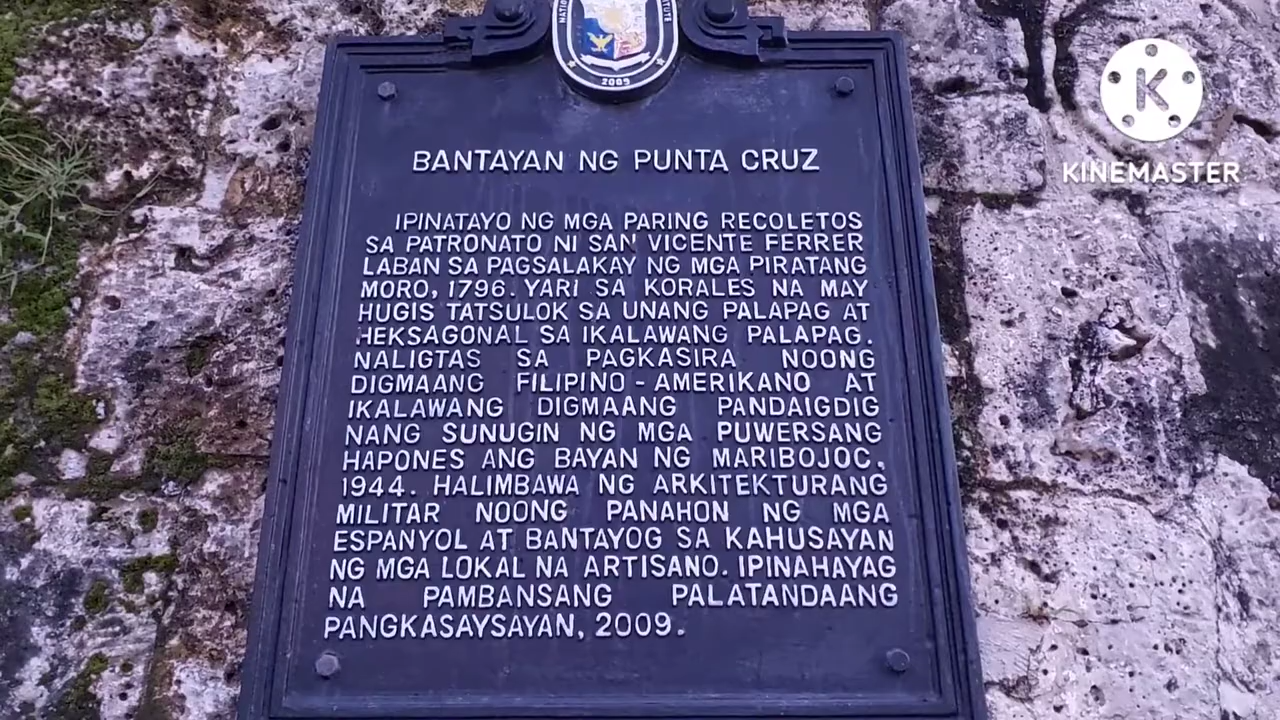 2009
K
KINEMASTER
BANTAYAN NG PUNTA CRUZ
IPINATAYO NG MGA PARING RECOLETOS
SA PATRONATO NI SAN VICENTE FERRER
LABAN SA PAGSALAKAY NG MGA PIRATANG
MORO, 1796. YARI SA KORALES NA MAY
HUGIS TATSULOK SA UNANG PALAPAG AT
HEKSAGONAL SA IKALAWANG PALAPAG.
NALIGTAS SA PAGKASIRA NOONG
DIGMAANG FILIPINO-AMERIKANO AT
IKALAWANG DIGMAANG PANDAIGDIG
NANG SUNUGIN NG MGA PUWERSANG
HAPONES ANG BAYAN NG MARIBOJOC.
1944. HALIMBAWA NG ARKITEKTURANG
MILITAR NOONG PANAHON NG MGA
ESPANYOL AT BANTAYOG SA KAHUSAYAN
NG MGA LOKAL NA ARTISANO. IPINAHAYAG
NA PAMBANSANG PALATANDAANG
PANGKASAYSAYAN, 2009.